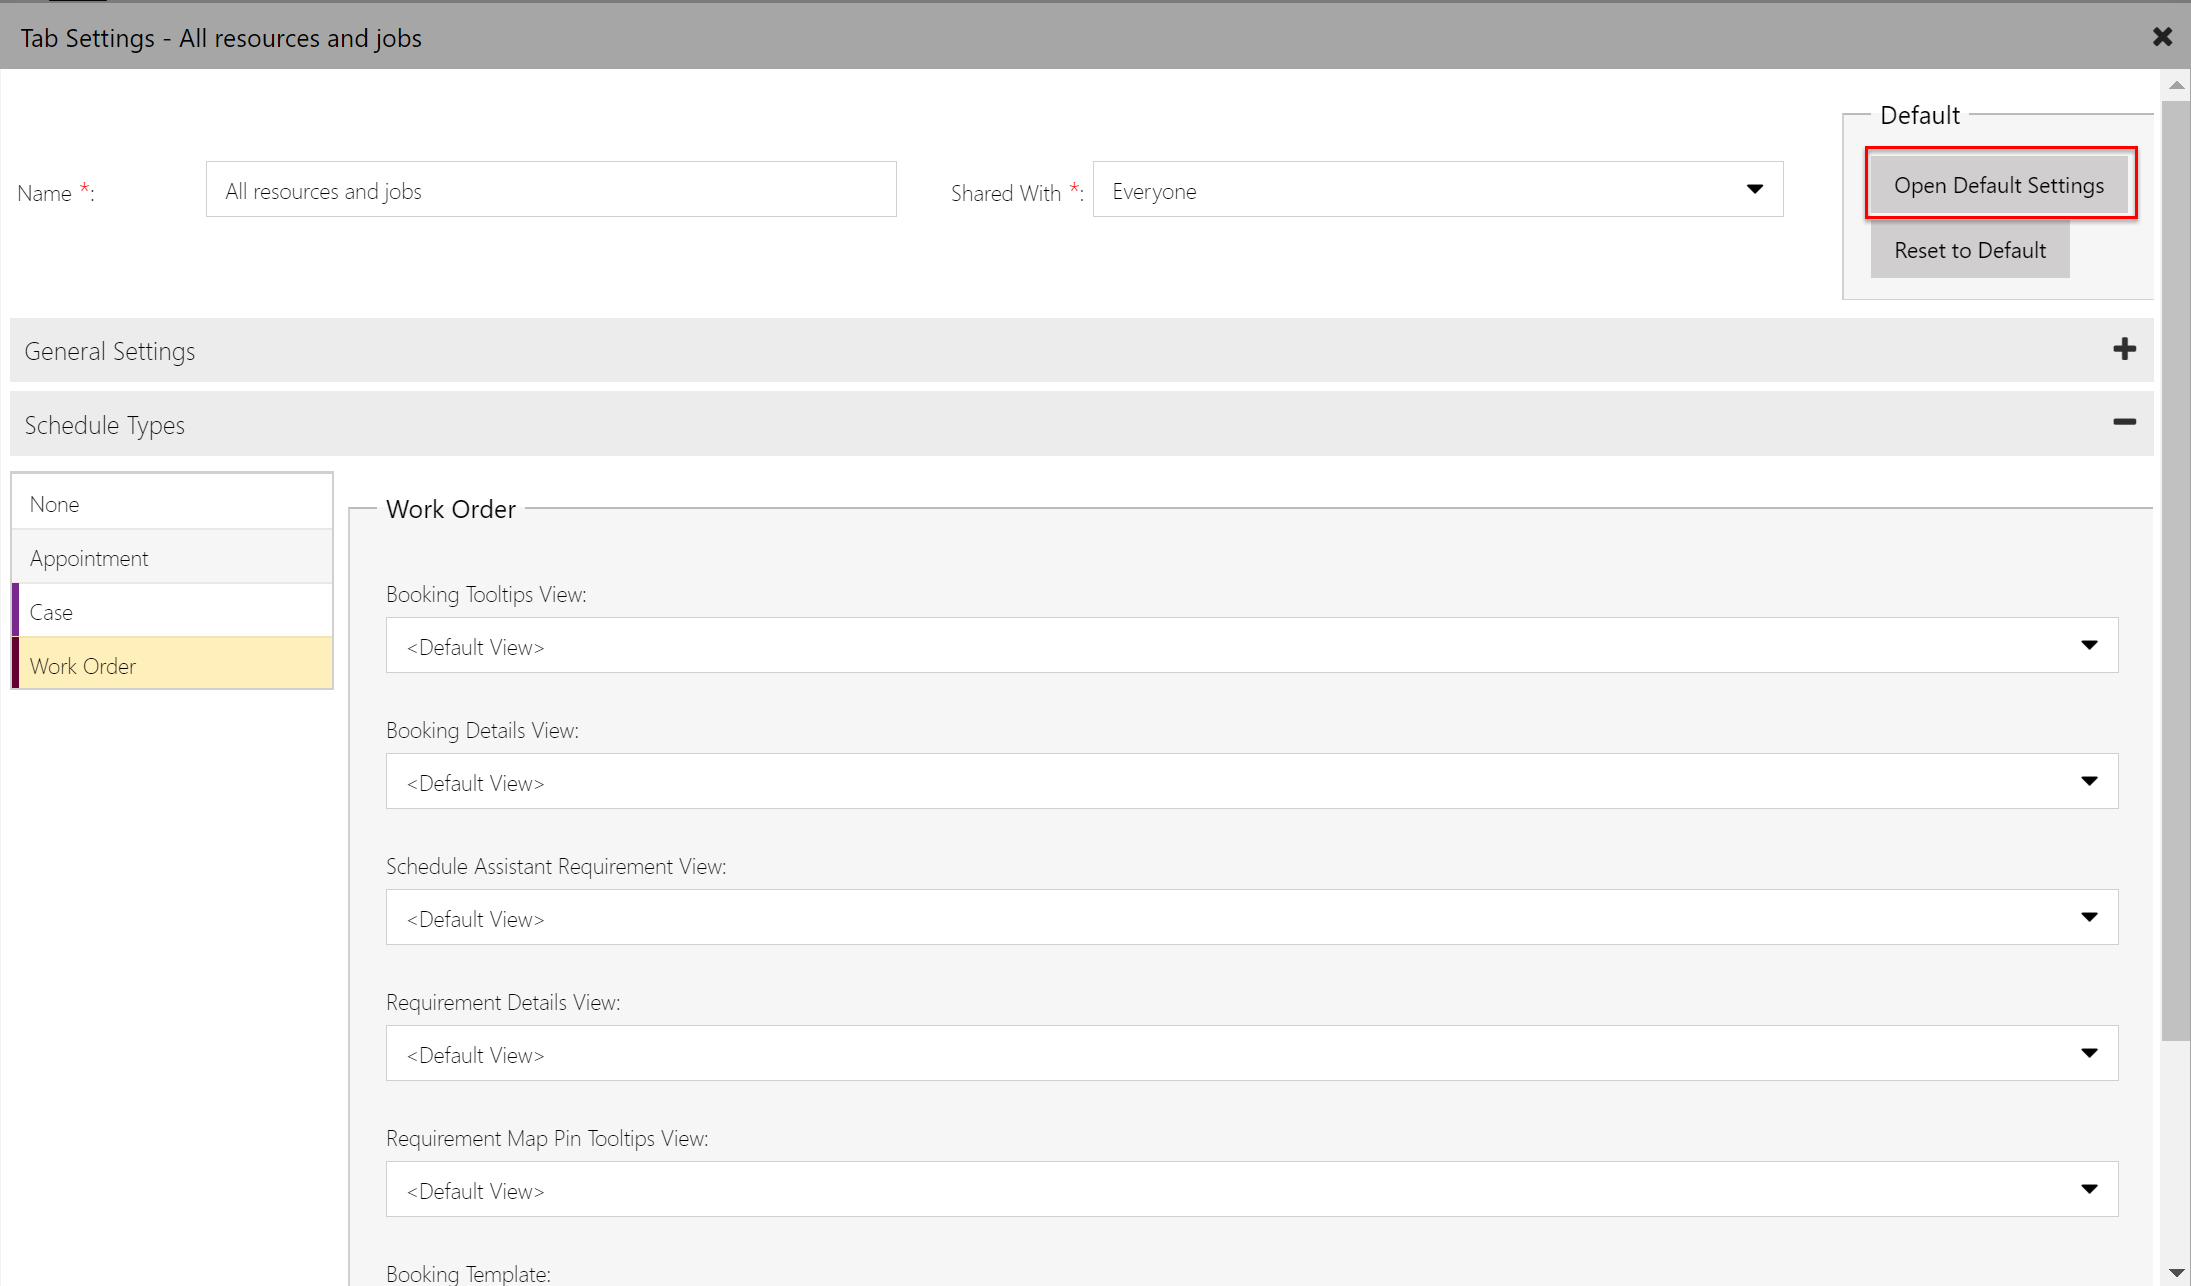 Tab Settings - All resources and jobs
Default
Name *:
All resources and jobs
Shared With *:
Everyone
Open Default Settings
Reset to Default
General Settings
Schedule Types
None
Appointment
Case
Work Order
Work Order
Booking Tooltips View:
<Default View>
Booking Details View:
<Default View>
Schedule Assistant Requirement View:
<Default View>
Requirement Details View:
<Default View>
Requirement Map Pin Tooltips View:
<Default View>
Booking Template: